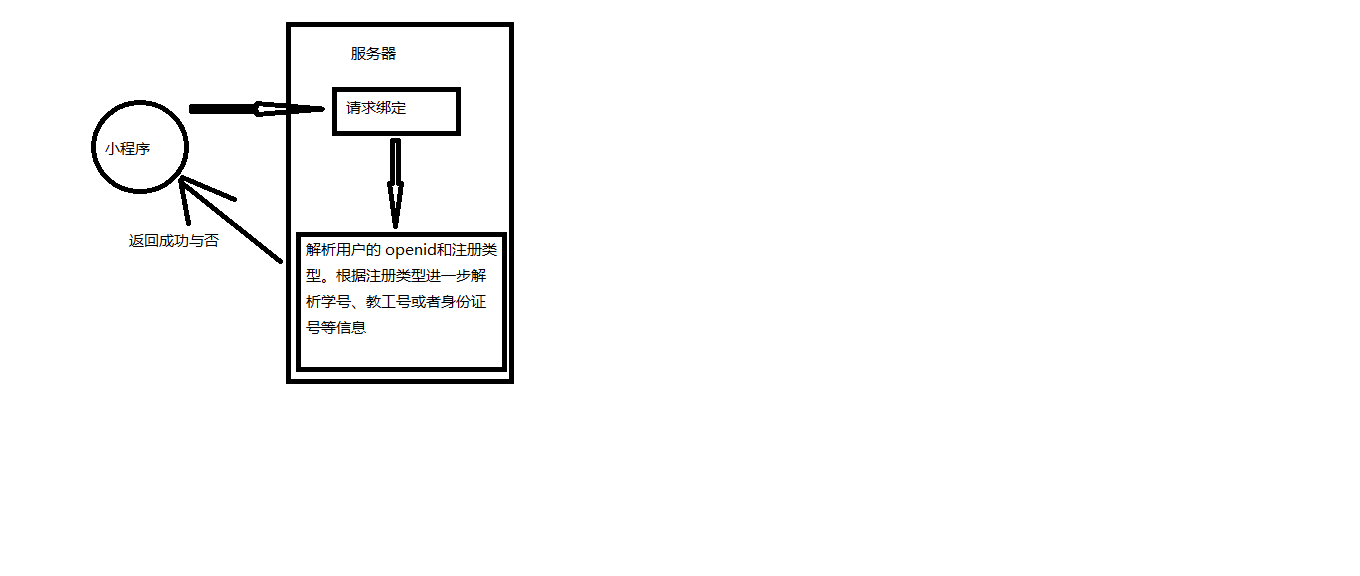 服务器
请求绑定
小程序
返回成功与否
解析用户的 openid和注册类
型。根据注册类型进一步解
析学号、教工号或者身份证
号等信息